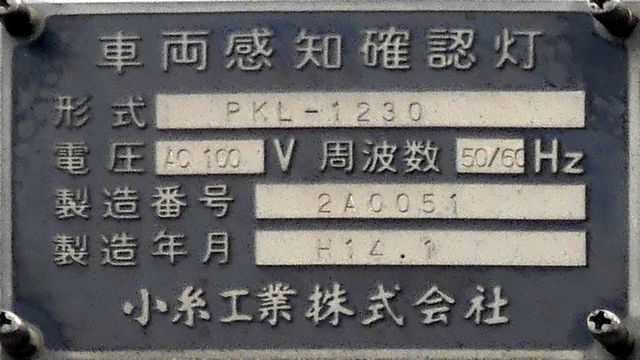 車両感知確認灯
形式 PKL-1230
電圧 AC 100 V 周波数 50/60 Hz
製造番号 2A0051
製造年月 H14.1
小糸工業株式会社